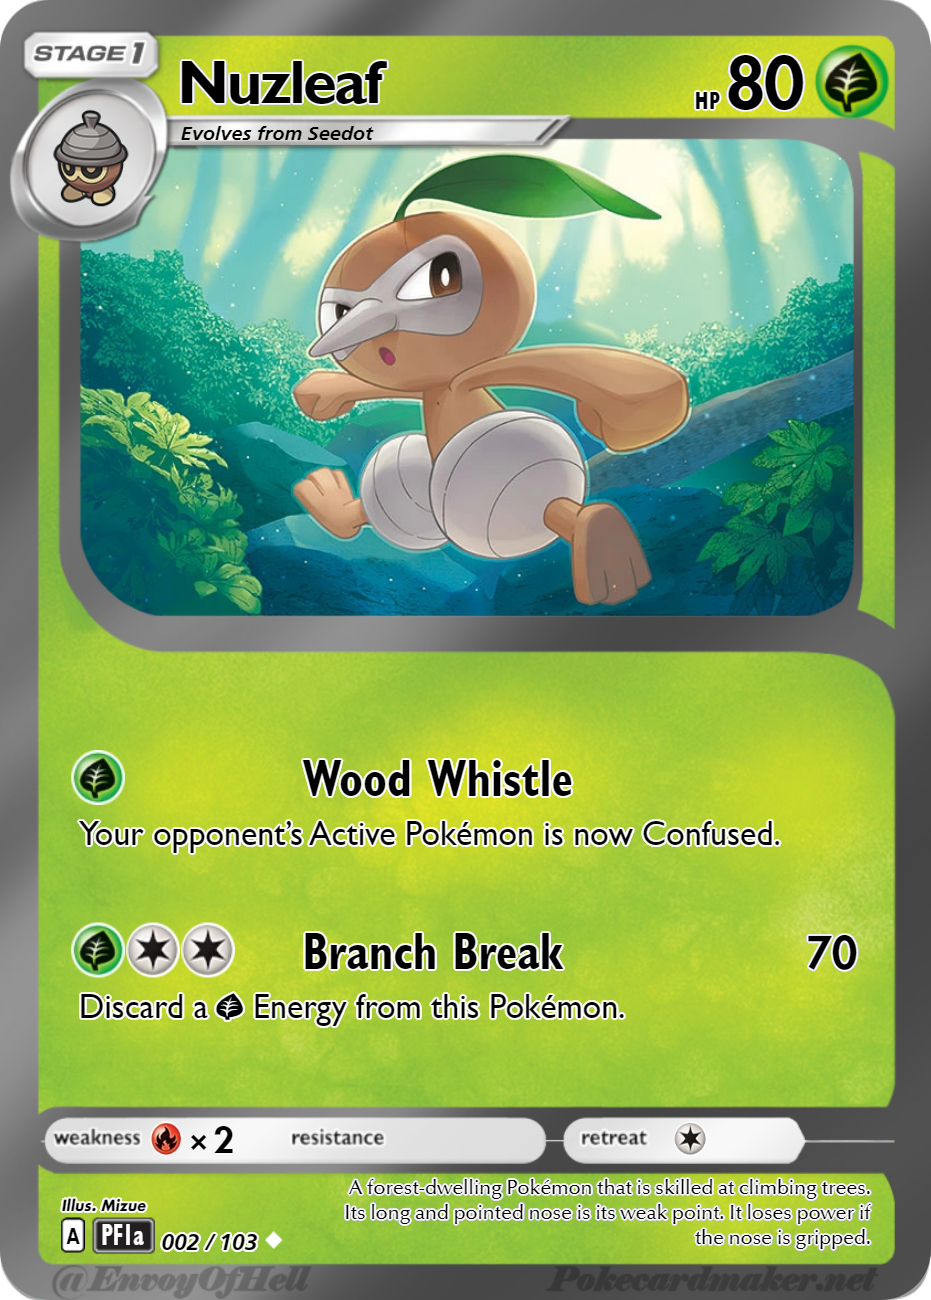 STAGE 1
Nuzleaf
HP 80
Evolves from Seedot
Wood Whistle
Your opponent's Active Pokémon is now Confused.
Branch Break 70
Discard a Energy from this Pokémon.
weakness × 2 resistance retreat
A forest-dwelling Pokémon that is skilled at climbing trees.
Its long and pointed nose is its weak point. It loses power if
the nose is gripped.
Illus. Mizue
A PF1a 002 / 103
@EnvoyOfHell Pokecardmaker.net